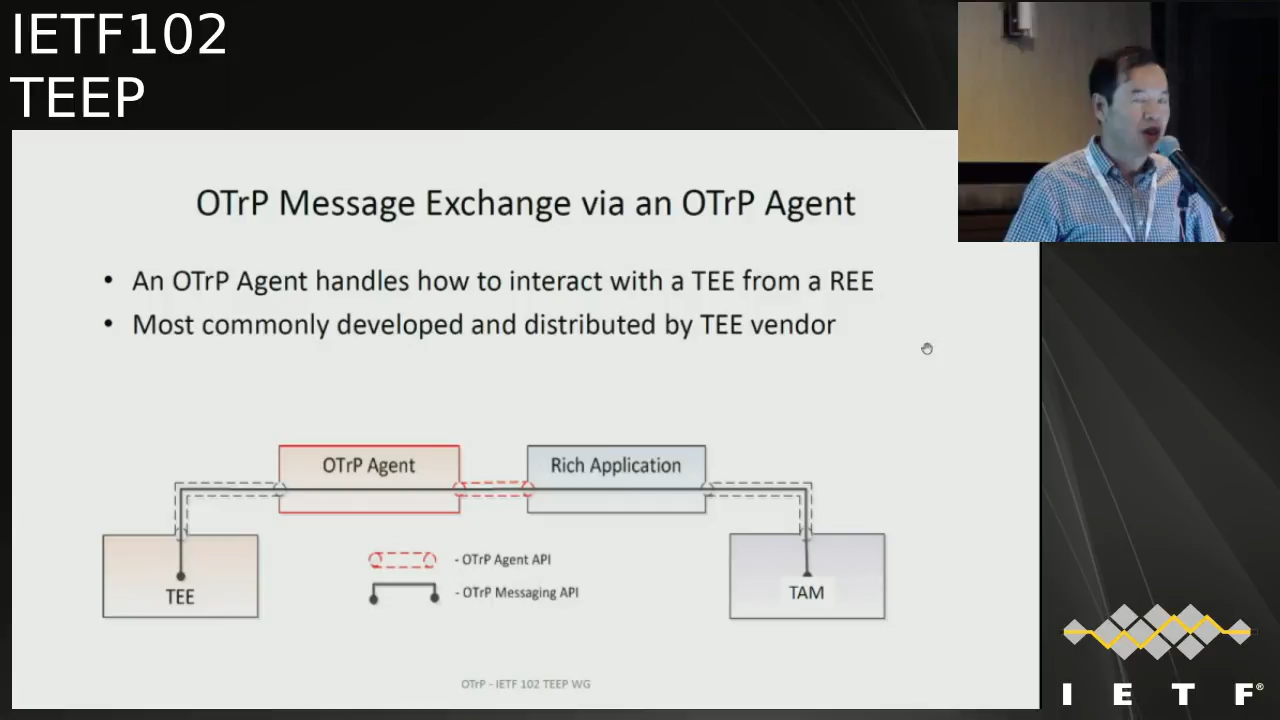 IETF102
TEEP
OTrP Message Exchange via an OTrP Agent
• An OTrP Agent handles how to interact with a TEE from a REE
• Most commonly developed and distributed by TEE vendor
OTrP Agent
Rich Application
TEE
- OTrP Agent API
- OTrP Messaging API
TAM
OTrP - IETF 102 TEEP WG
I E T F®